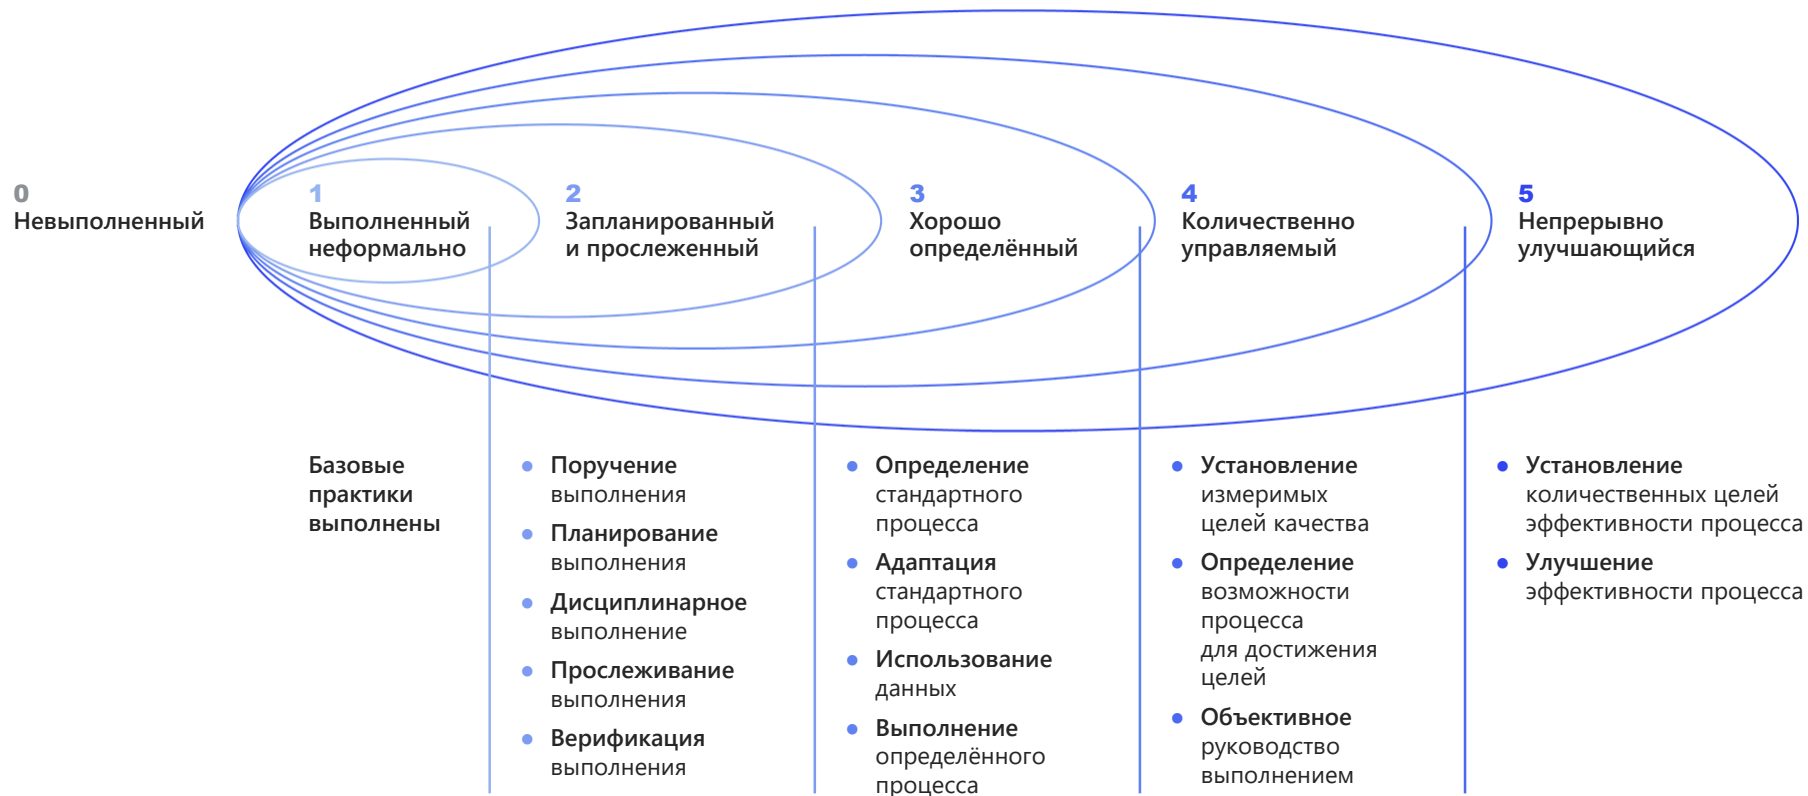 0
Невыполненный
1
Выполненный
неформально
2
Запланированный
и прослеженный
3
Хорошо
определённый
4
Количественно
управляемый
5
Непрерывно
улучшающийся
Базовые
практики
выполнены
Поручение
выполнения
Планирование
выполнения
Дисциплинарное
выполнение
Прослеживание
выполнения
Верификация
выполнения
Определение
стандартного
процесса
Адаптация
стандартного
процесса
Использование
данных
Выполнение
определённого
процесса
Установление
измеримых
целей качества
Определение
возможности
процесса
для достижения
целей
Объективное
руководство
выполнением
Установление
количественных целей
эффективности процесса
Улучшение
эффективности процесса